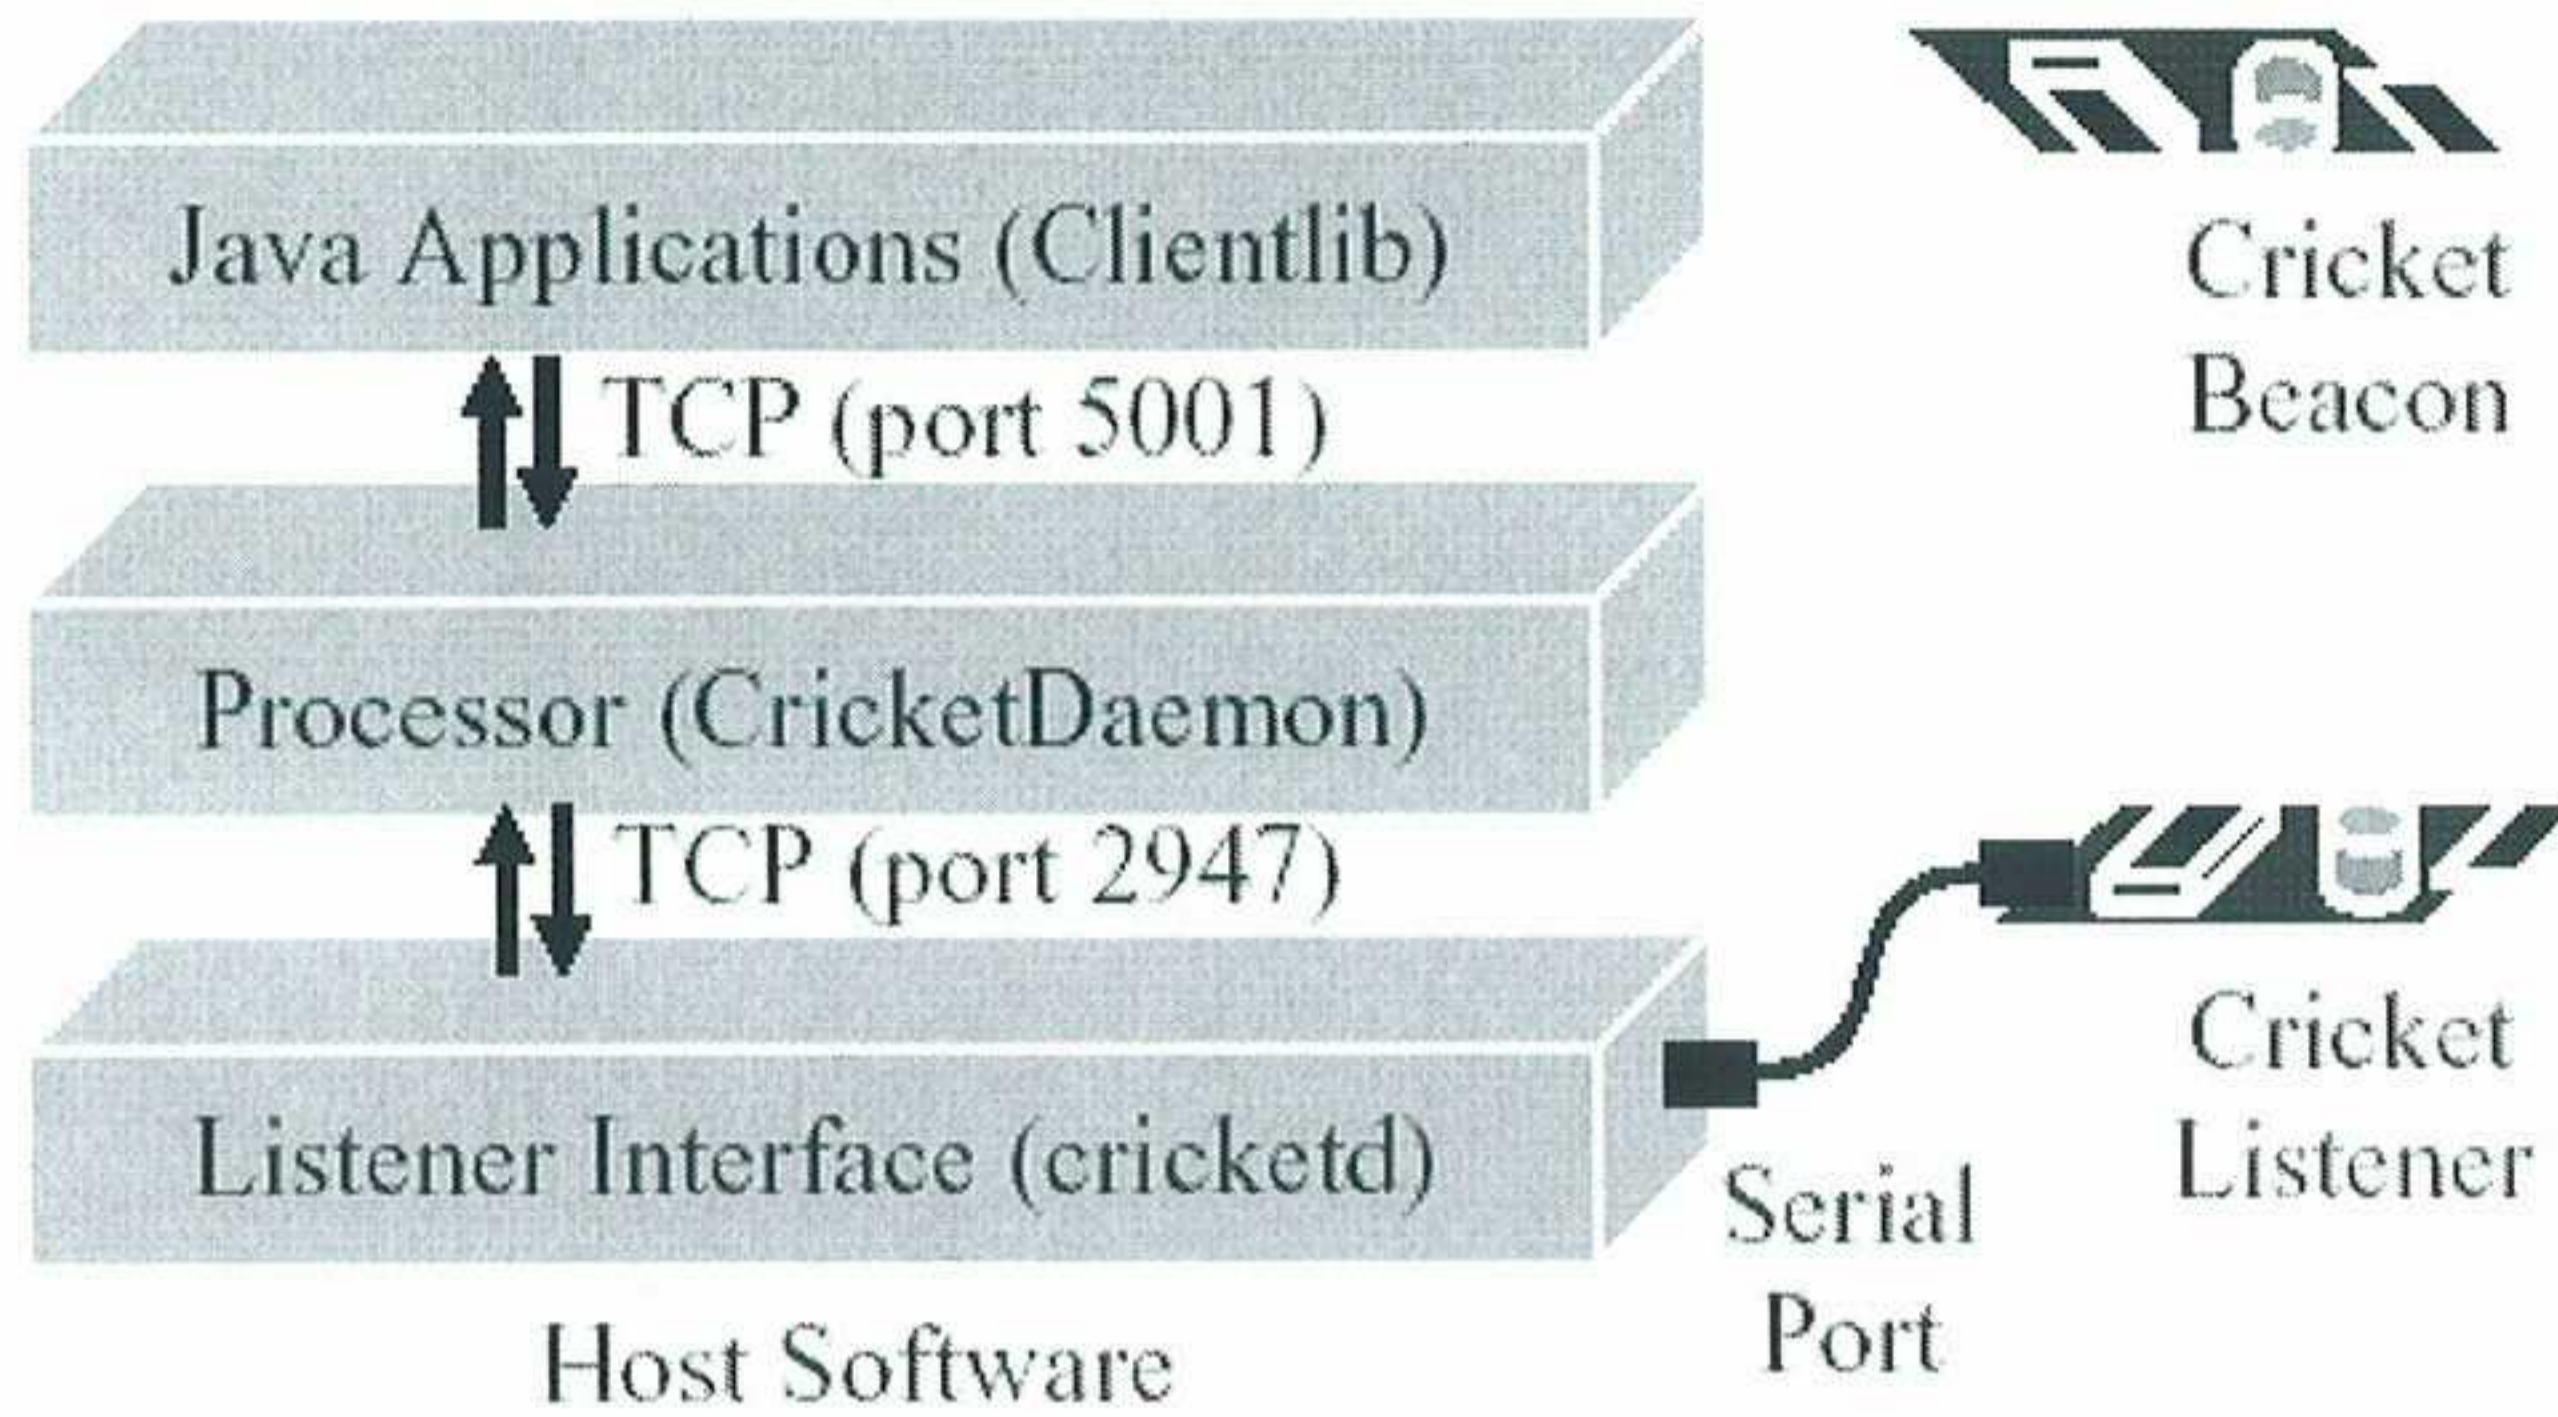 Java Applications (Clientlib)
TCP (port 5001)
Processor (CricketDaemon)
TCP (port 2947)
Listener Interface (cricketd)
Host Software
Cricket
Beacon
Cricket
Listener
Serial
Port